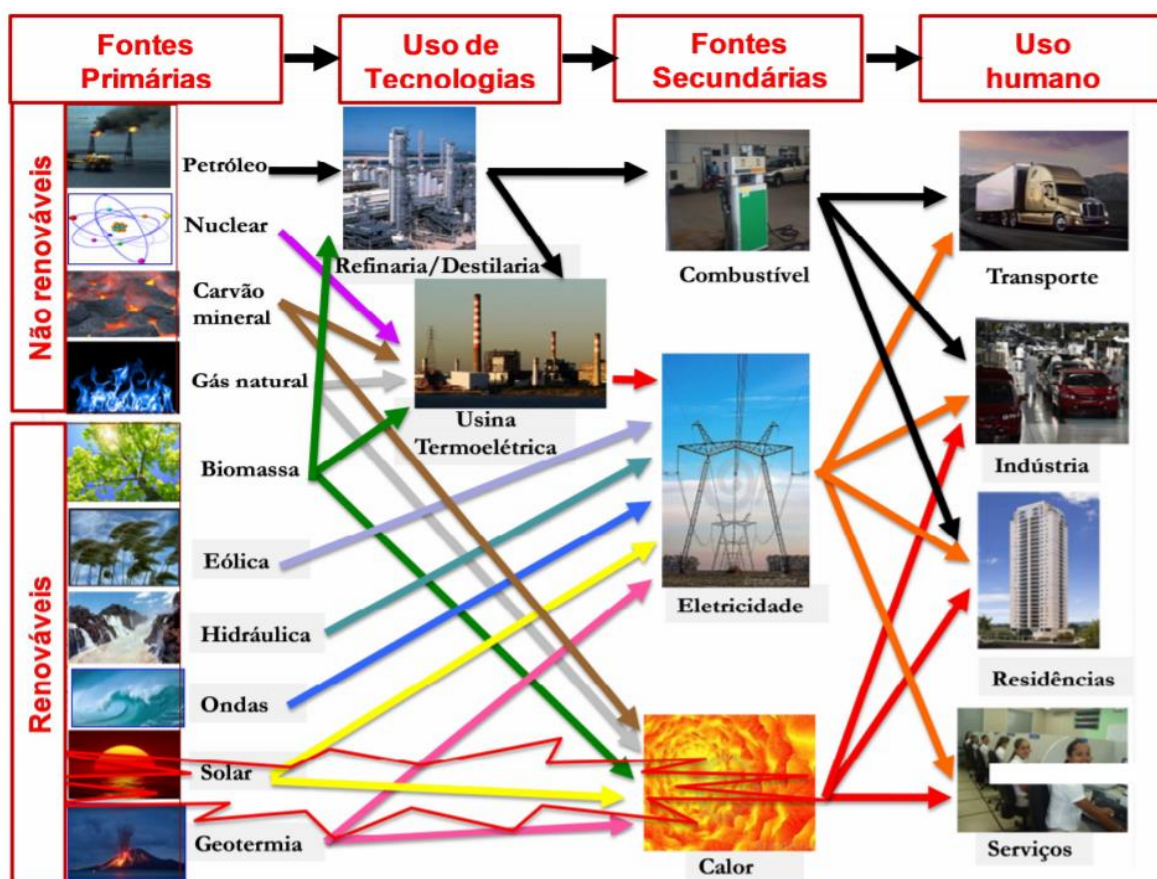 Fontes
Primárias
Uso de
Tecnologias
Fontes
Secundárias
Uso
humano
Não renováveis
Petróleo
Nuclear
Carvão
mineral
Gás natural
Refinaria/Destilaria
Usina
Termoelétrica
Combustível
Transporte
Indústria
Renováveis
Biomassa
Eólica
Hidráulica
Ondas
Solar
Geotermia
Eletricidade
Calor
Residências
Serviços